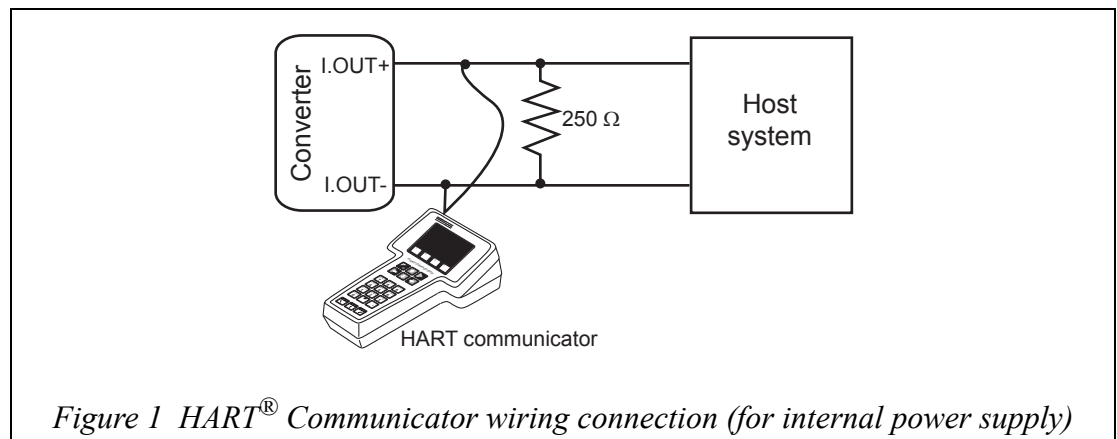 I.OUT+
Converter
250 Ω
Host
system
I.OUT-
HART communicator
Figure 1 HART® Communicator wiring connection (for internal power supply)